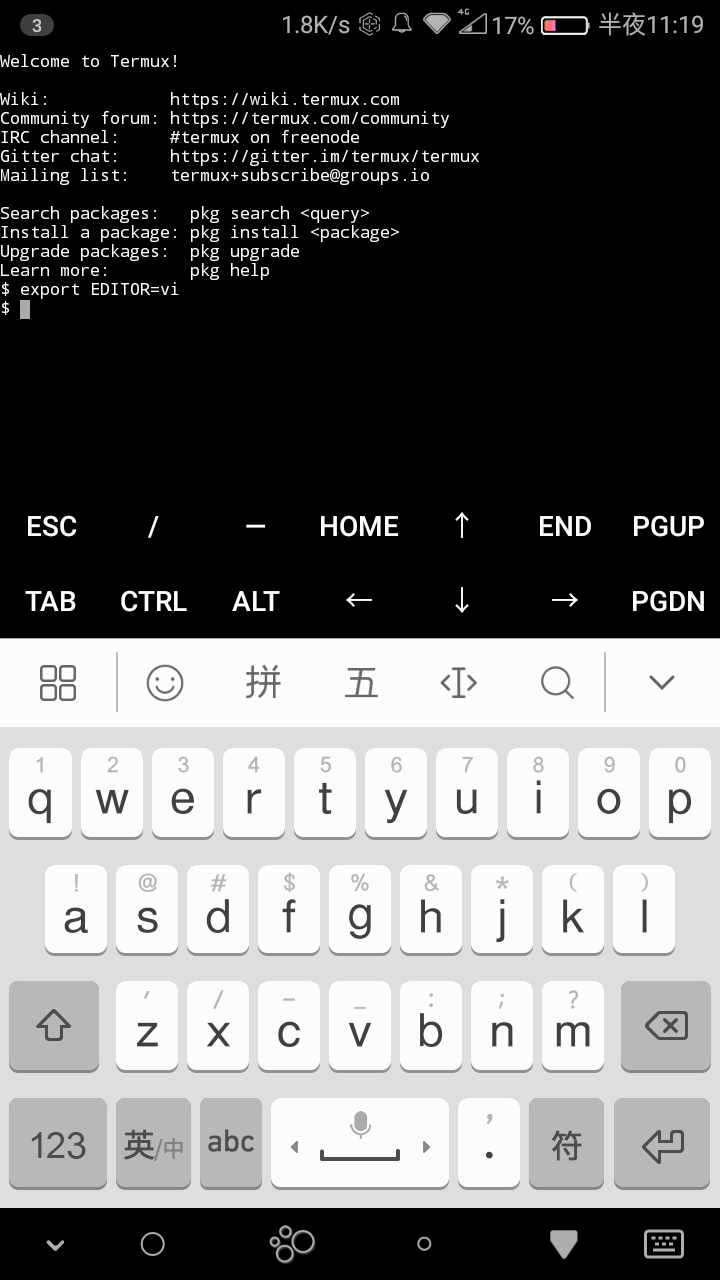 3 1.8K/s 4G 17% 半夜11:19
Welcome to Termux!
Wiki: https://wiki.termux.com
Community forum: https://termux.com/community
IRC channel: #termux on freenode
Gitter chat: https://gitter.im/termux/termux
Mailing list: termux+subscribe@groups.io
Search packages: pkg search <query>
Install a package: pkg install <package>
Upgrade packages: pkg upgrade
Learn more: pkg help
$ export EDITOR=vi
$
ESC / — HOME ↑ END PGUP
TAB CTRL ALT ← ↓ → PGDN
拼 五
1 2 3 4 5 6 7 8 9 0
q w e r t y u i o p
! @ # $ % & * ( )
a s d f g h j k l
′ / – _ : ; ?
z x c v b n m
123 英/中 abc , . 符